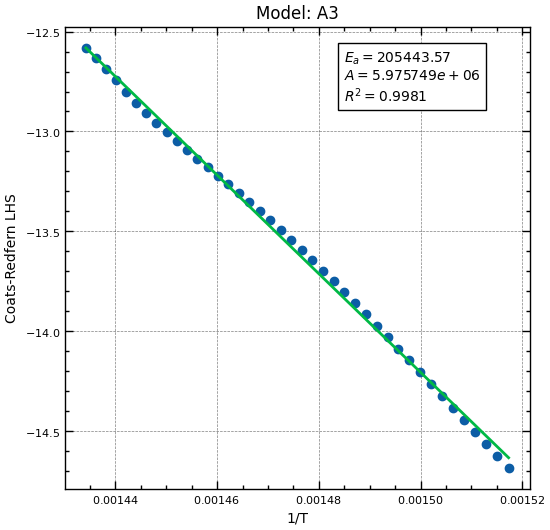 Model: A3
E_a = 205443.57
A = 5.975749e + 06
R² = 0.9981
Coats-Redfern LHS
−12.5
−13.0
−13.5
−14.0
−14.5
0.00144 0.00146 0.00148 0.00150 0.00152
1/T